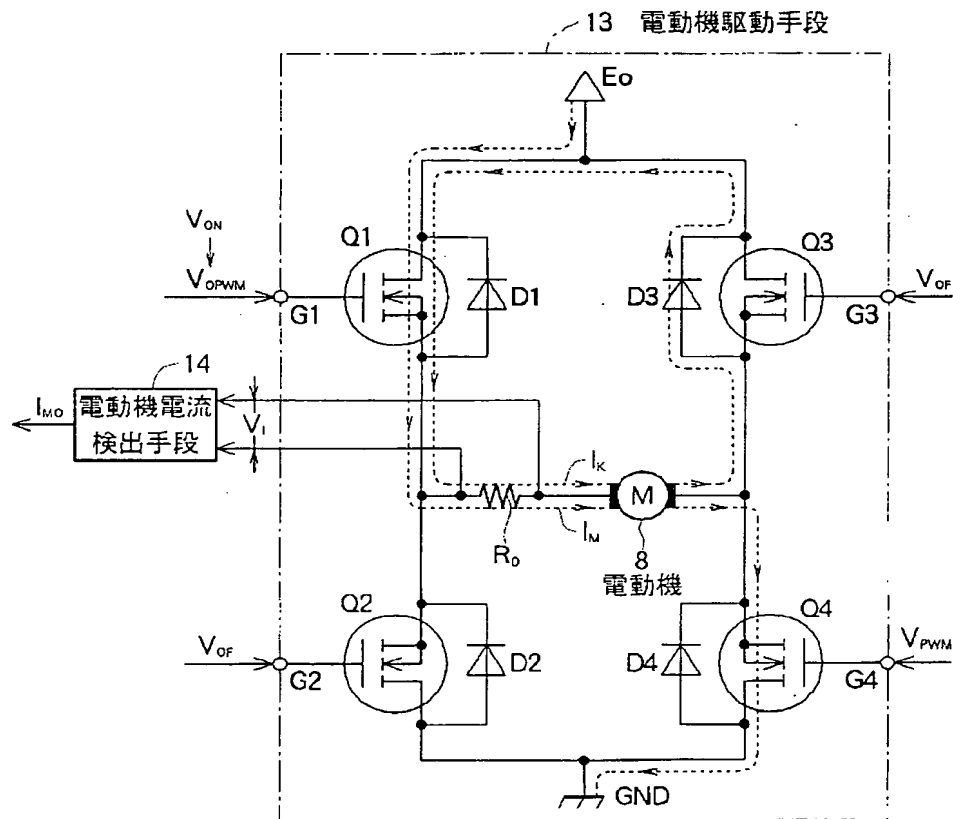 13 電動機駆動手段
Eo
V_ON
V_OPWM
Q1
G1
D1
D3
Q3
G3
V_OF
14
電動機電流
検出手段
I_MO
V_I
I_K
M
I_M
R_D
8
電動機
Q2
V_OF
G2
D2
D4
Q4
V_PWM
G4
GND